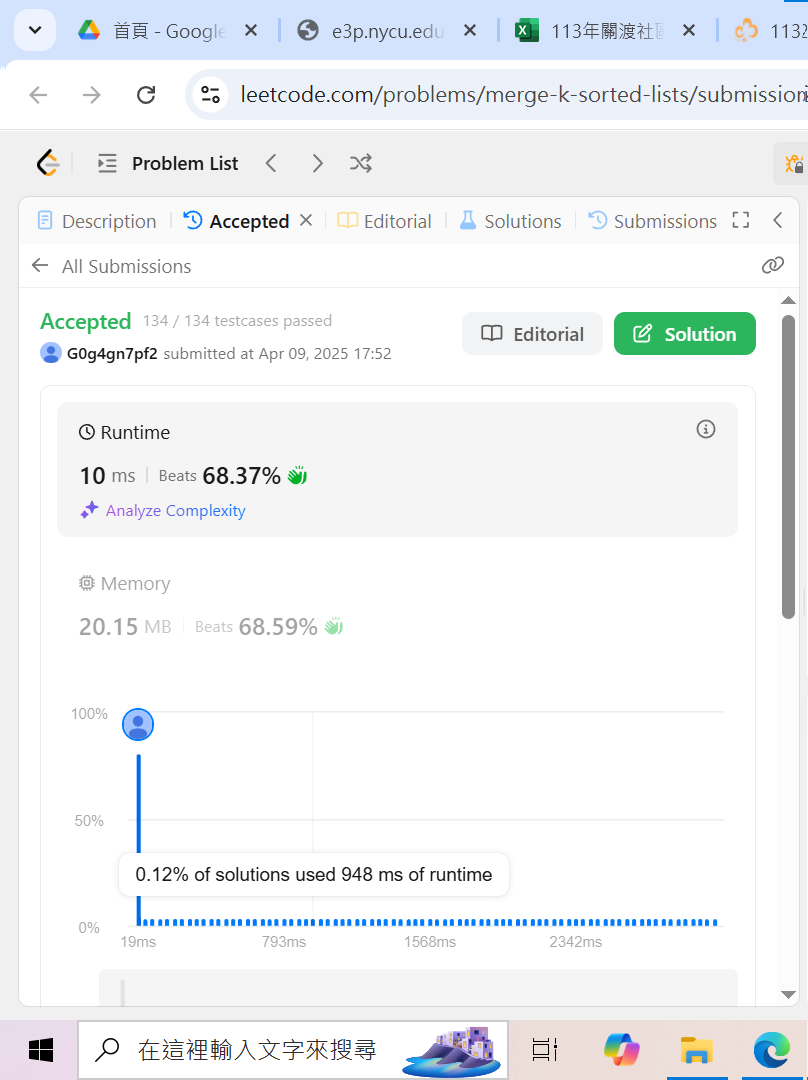 首頁 - Google
e3p.nycu.edu
113年關渡社
113
leetcode.com/problems/merge-k-sorted-lists/submission
Problem List
Description
Accepted
Editorial
Solutions
Submissions
All Submissions
Accepted 134 / 134 testcases passed
G0g4gn7pf2 submitted at Apr 09, 2025 17:52
Editorial
Solution
Runtime
10 ms Beats 68.37%
Analyze Complexity
Memory
20.15 MB Beats 68.59%
100%
50%
0.12% of solutions used 948 ms of runtime
0%
19ms 793ms 1568ms 2342ms
在這裡輸入文字來搜尋